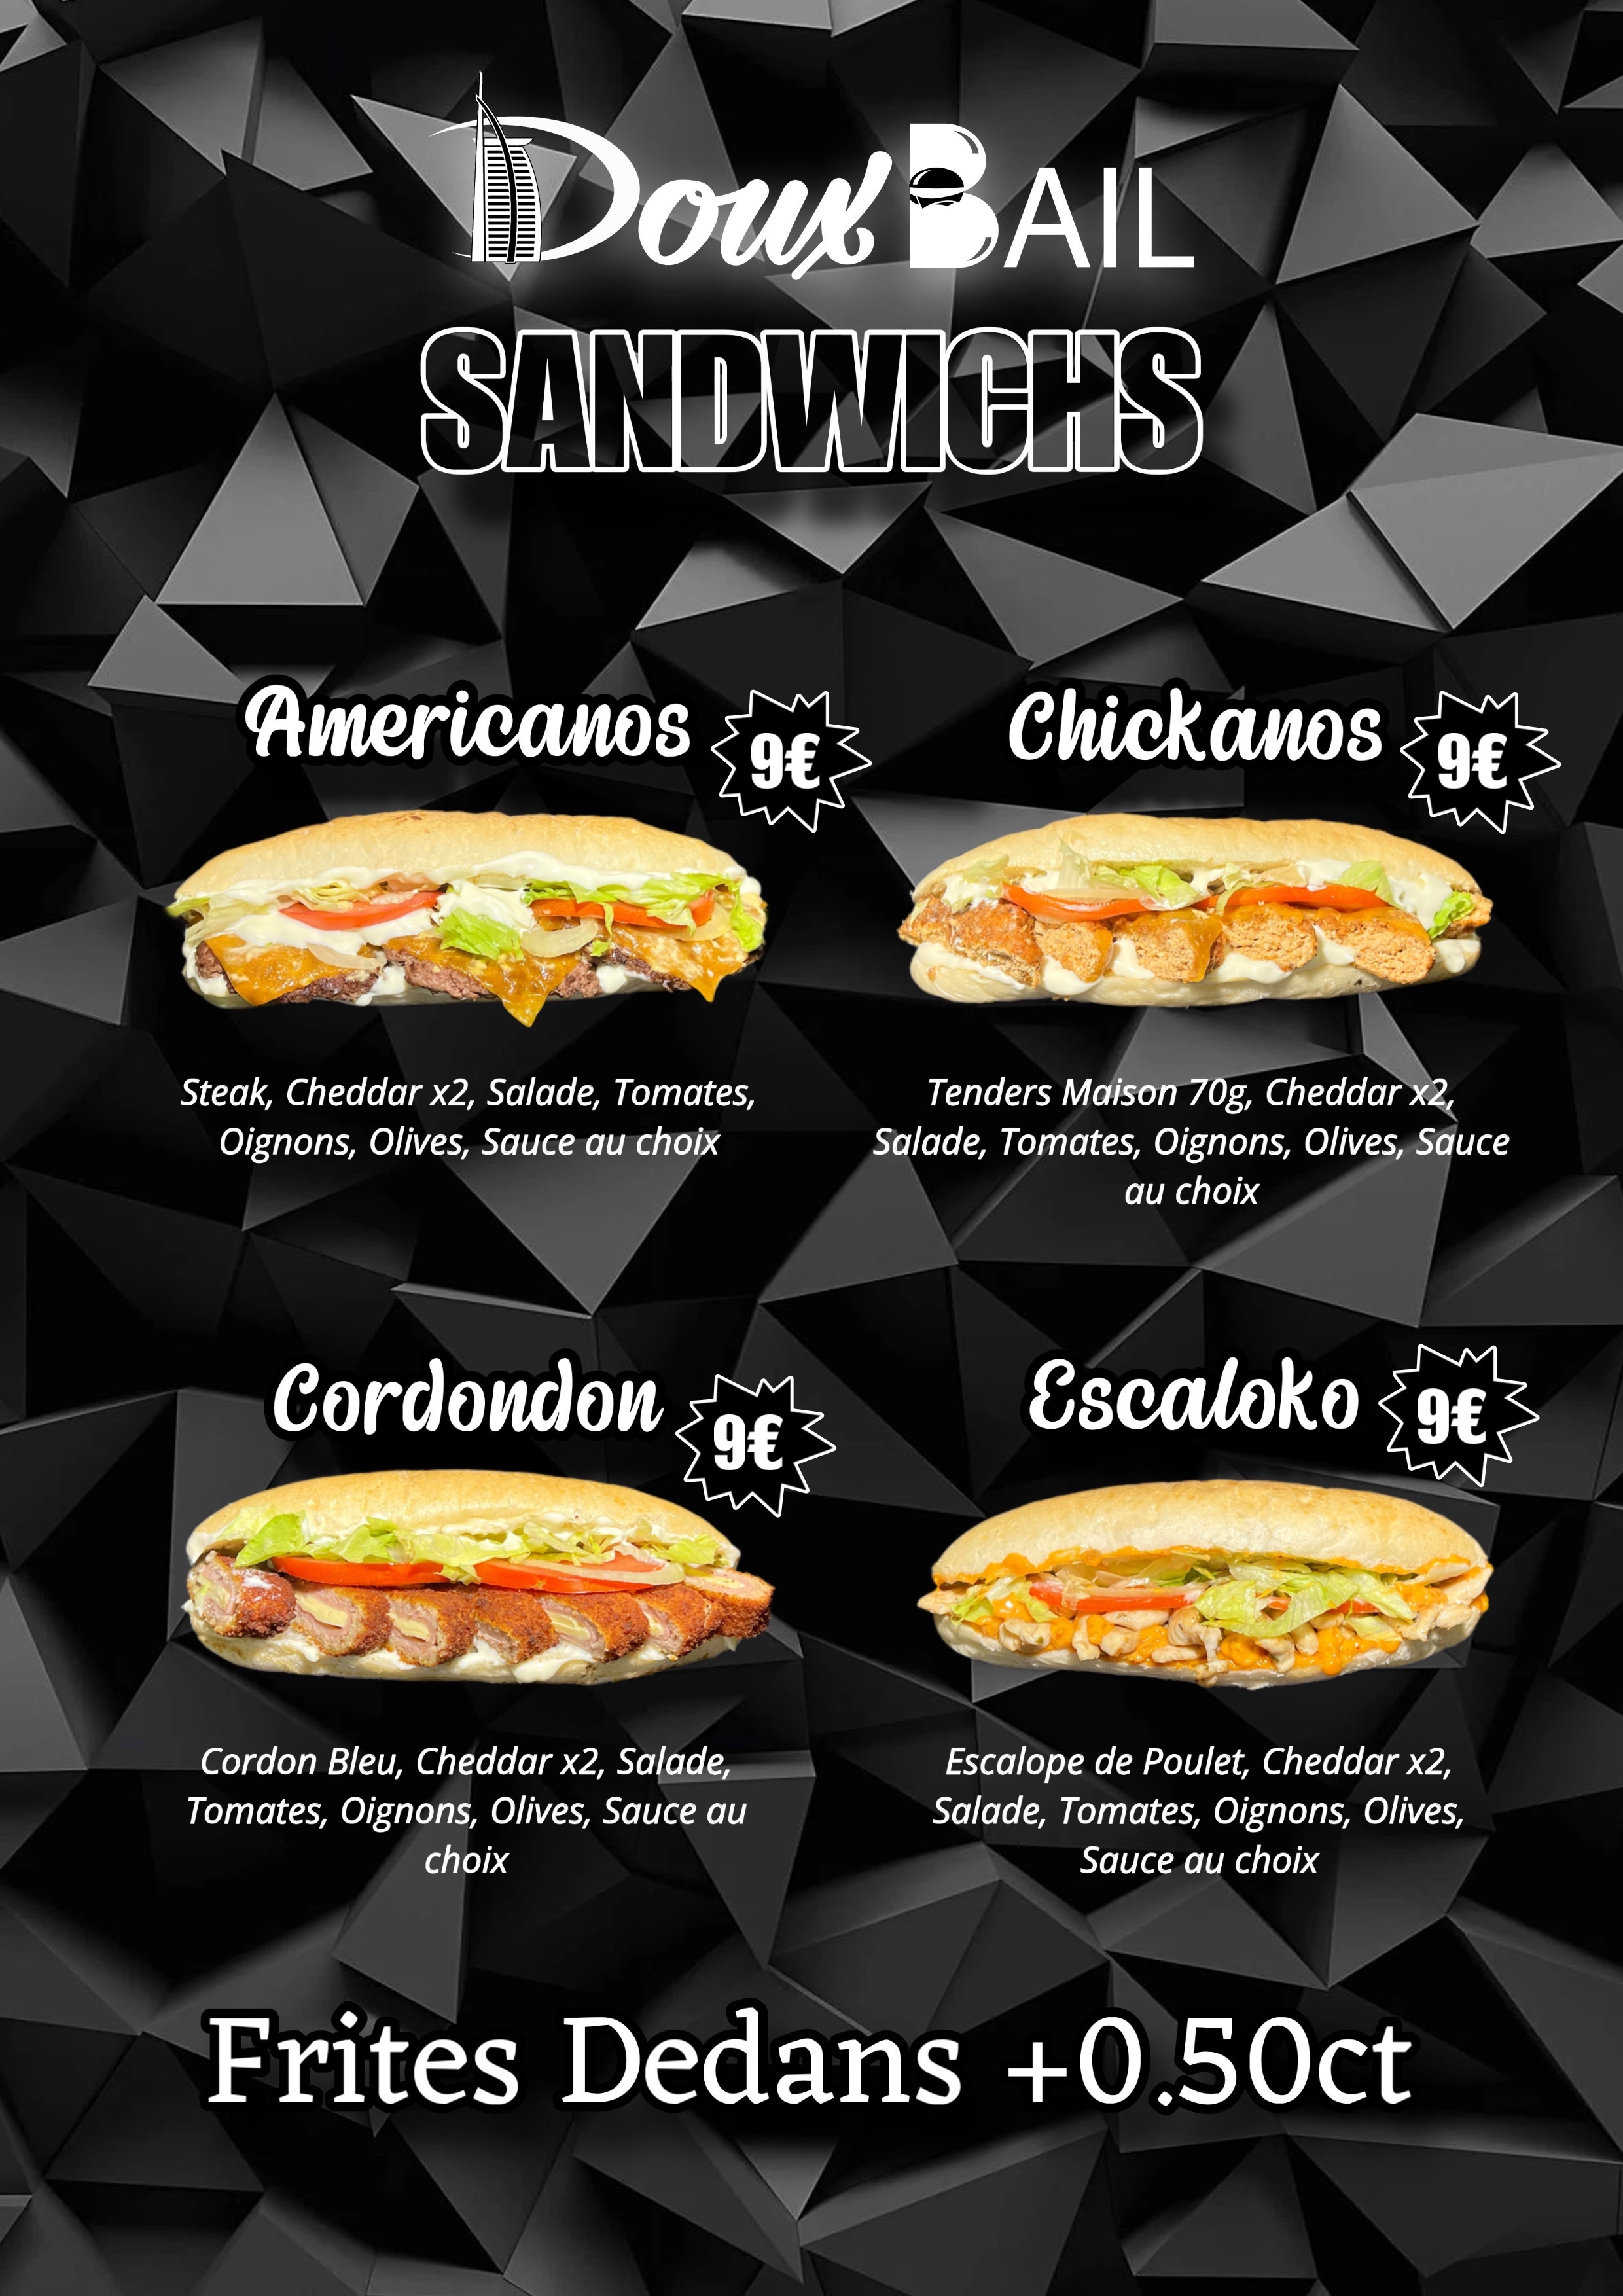 Doux BAIL
SANDWICHS
Americanos
9€
Chickanos
9€
Steak, Cheddar x2, Salade, Tomates,
Oignons, Olives, Sauce au choix
Tenders Maison 70g, Cheddar x2,
Salade, Tomates, Oignons, Olives, Sauce
au choix
Cordondon
9€
Escaloko
9€
Cordon Bleu, Cheddar x2, Salade,
Tomates, Oignons, Olives, Sauce au
choix
Escalope de Poulet, Cheddar x2,
Salade, Tomates, Oignons, Olives,
Sauce au choix
Frites Dedans +0.50ct